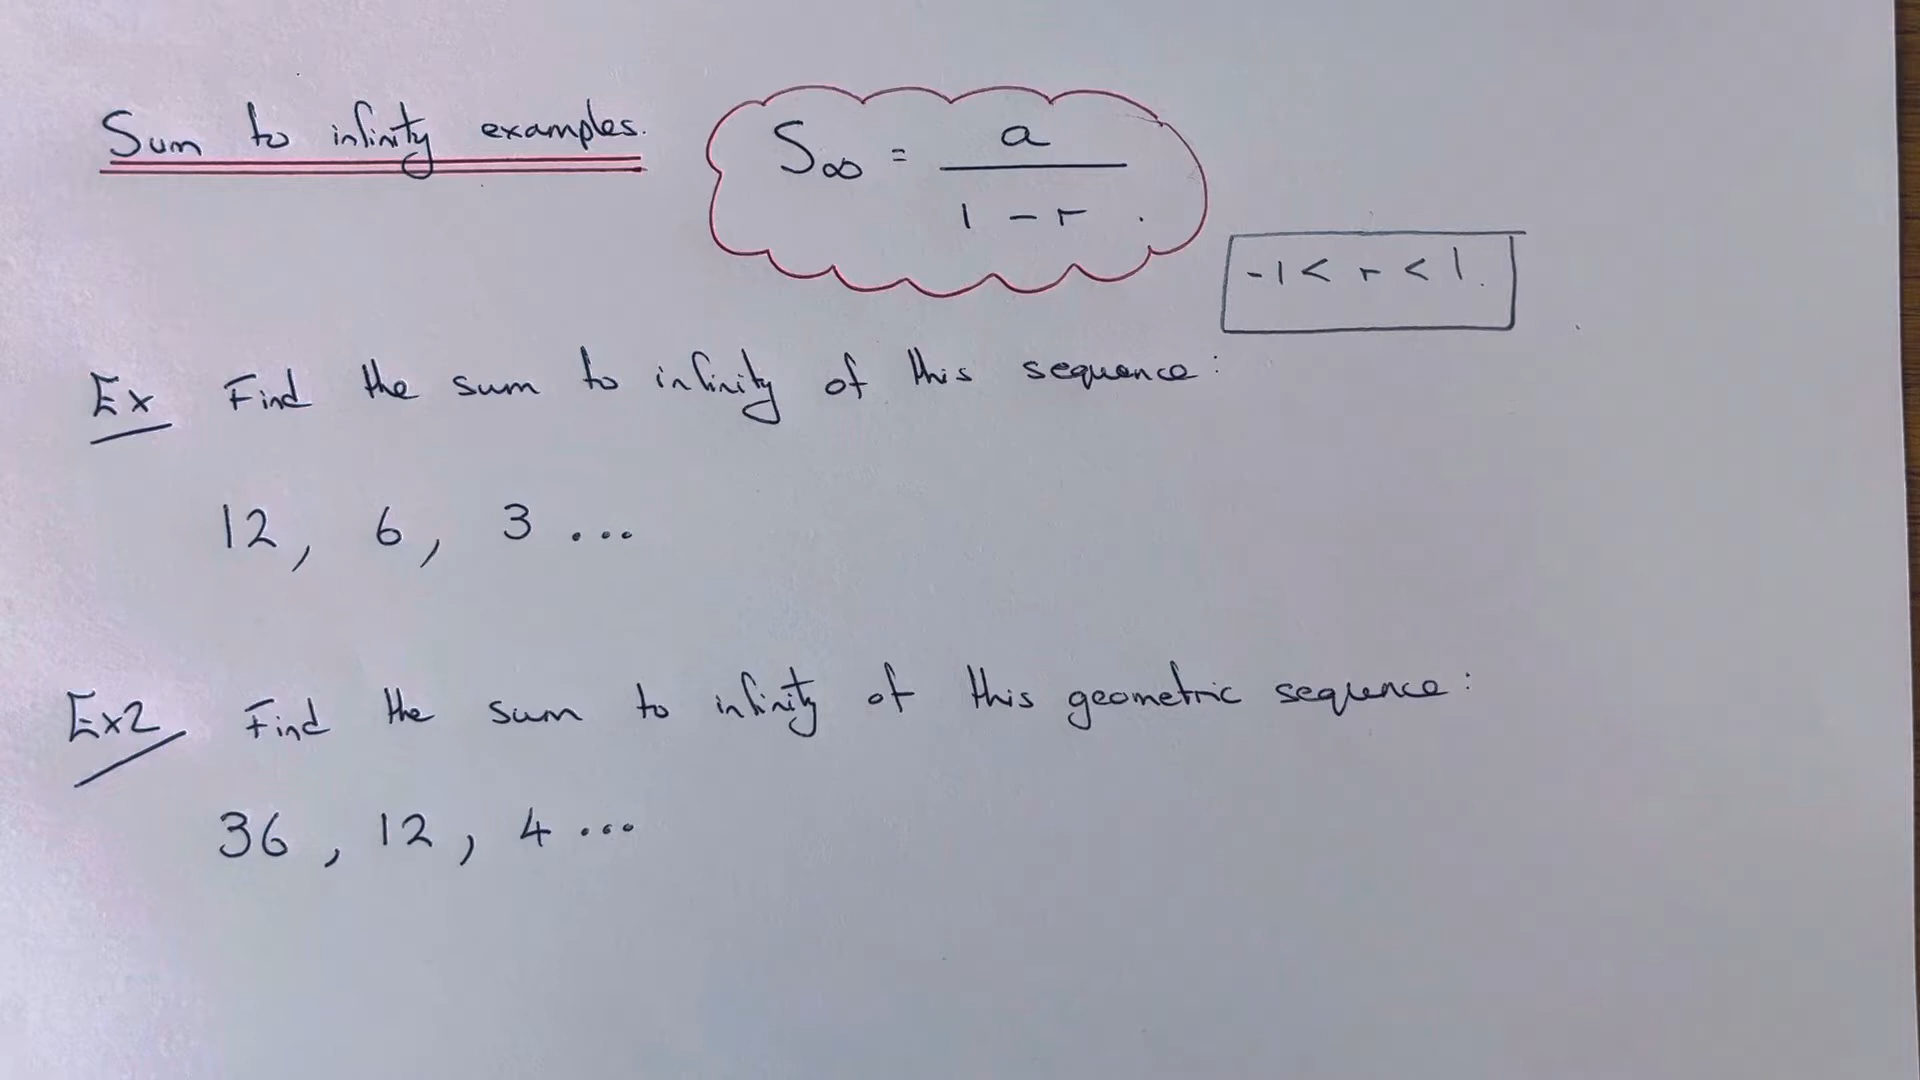 Sum to infinity examples.
S∞ = a / 1 - r .
-1 < r < 1.
Ex Find the sum to infinity of this sequence:
12, 6, 3 ...
Ex2 Find the sum to infinity of this geometric sequence:
36, 12, 4 ...